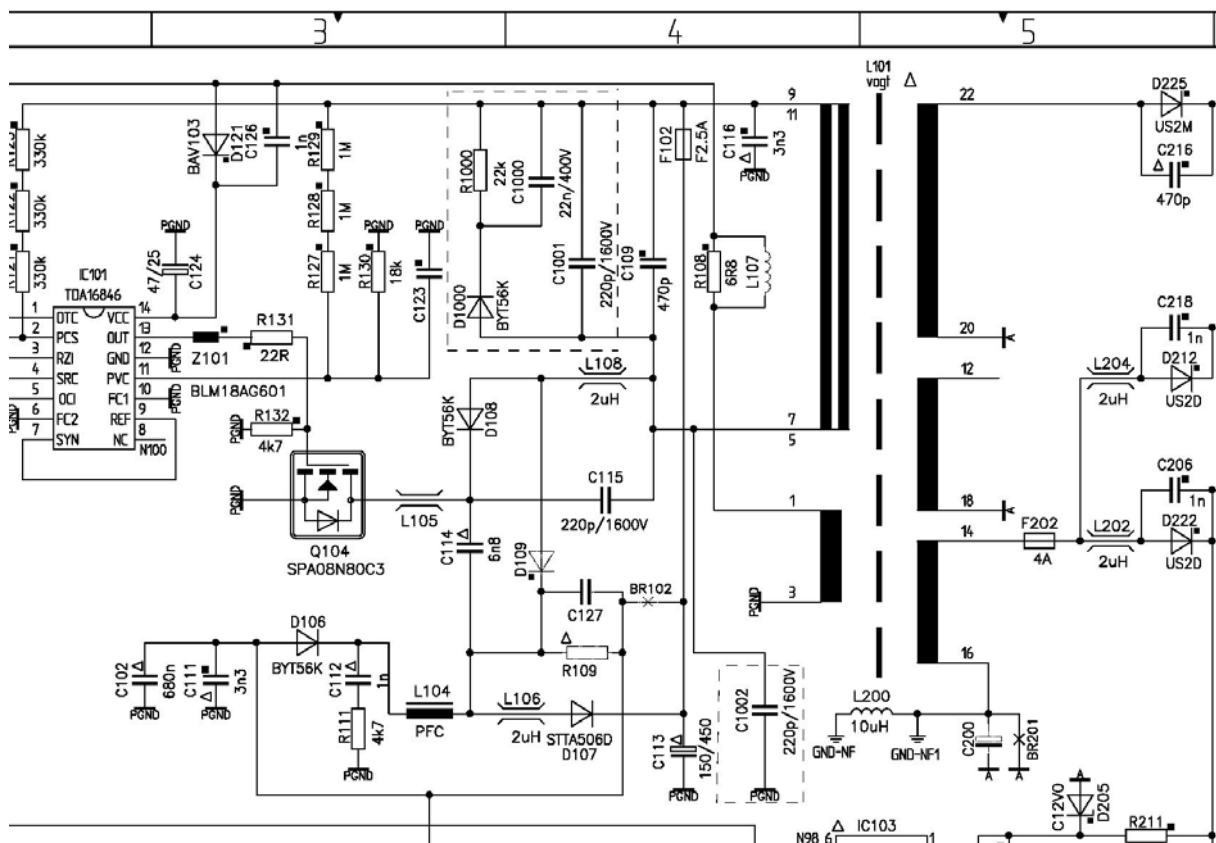 3
4
5
L101
vogt
9
11
22
D225
US2M
C216
470p
330k
BAV103
D121
C126
1n
R129
1M
R1000
22k
C1000
22n/400V
F102
F2.5A
C116
3n3
PGND
330k
PGND
R128
1M
PGND
PGND
330k
47/25
C124
IC101
TDA16846
R127
1M
R130
18k
C123
D1000
BYT56K
C1001
220p/1600V
C109
470p
R108
6R8
L107
1
OTC
VCC
14
2
PCS
OUT
13
3
RZI
GND
12
4
SRC
PVC
11
5
OCI
FC1
10
6
FC2
REF
9
7
SYN
NC
8
N100
PGND
PGND
PGND
Z101
BLM18AG601
R131
22R
L108
2uH
20
A
C218
1n
12
L204
2uH
D212
US2D
R132
4k7
PGND
BYT56K
D108
7
5
C115
220p/1600V
PGND
Q104
SPA08N80C3
L105
C114
6n8
1
18
A
C206
1n
14
F202
4A
L202
2uH
D222
US2D
D109
C127
BR102
3
PGND
D106
BYT56K
R109
16
C102
680n
C111
3n3
C112
1n
L104
PFC
L106
2uH
STTA506D
D107
C1002
220p/1600V
L200
10uH
PGND
PGND
R111
4k7
PGND
C113
150/450
PGND
PGND
GND-NF
GND-NF1
C200
BR201
A
A
A
C12V0
D205
R211
N98
6
IC103
1